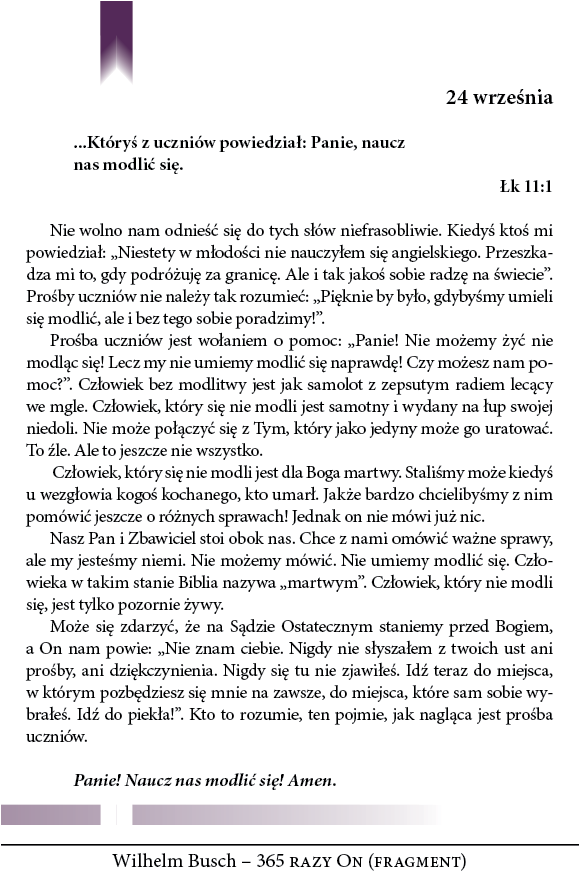 24 września
...Któryś z uczniów powiedział: Panie, naucz
nas modlić się.
Łk 11:1
Nie wolno nam odnieść się do tych słów niefrasobliwie. Kiedyś ktoś mi
powiedział: „Niestety w młodości nie nauczyłem się angielskiego. Przeszka-
dza mi to, gdy podróżuję za granicę. Ale i tak jakoś sobie radzę na świecie”.
Prośby uczniów nie należy tak rozumieć: „Pięknie by było, gdybyśmy umieli
się modlić, ale i bez tego sobie poradzimy!”.
Prośba uczniów jest wołaniem o pomoc: „Panie! Nie możemy żyć nie
modląc się! Lecz my nie umiemy modlić się naprawdę! Czy możesz nam po-
moc?”. Człowiek bez modlitwy jest jak samolot z zepsutym radiem lecący
we mgle. Człowiek, który się nie modli jest samotny i wydany na łup swojej
niedoli. Nie może połączyć się z Tym, który jako jedyny może go uratować.
To źle. Ale to jeszcze nie wszystko.
Człowiek, który się nie modli jest dla Boga martwy. Staliśmy może kiedyś
u wezgłowia kogoś kochanego, kto umarł. Jakże bardzo chcielibyśmy z nim
pomówić jeszcze o różnych sprawach! Jednak on nie mówi już nic.
Nasz Pan i Zbawiciel stoi obok nas. Chce z nami omówić ważne sprawy,
ale my jesteśmy niemi. Nie możemy mówić. Nie umiemy modlić się. Czło-
wieka w takim stanie Biblia nazywa „martwym”. Człowiek, który nie modli
się, jest tylko pozornie żywy.
Może się zdarzyć, że na Sądzie Ostatecznym staniemy przed Bogiem,
a On nam powie: „Nie znam ciebie. Nigdy nie słyszałem z twoich ust ani
prośby, ani dziękczynienia. Nigdy się tu nie zjawiłeś. Idź teraz do miejsca,
w którym pozbędziesz się mnie na zawsze, do miejsca, które sam sobie wy-
brałeś. Idź do piekła!”. Kto to rozumie, ten pojmie, jak nagląca jest prośba
uczniów.
Panie! Naucz nas modlić się! Amen.
Wilhelm Busch – 365 RAZY ON (FRAGMENT)